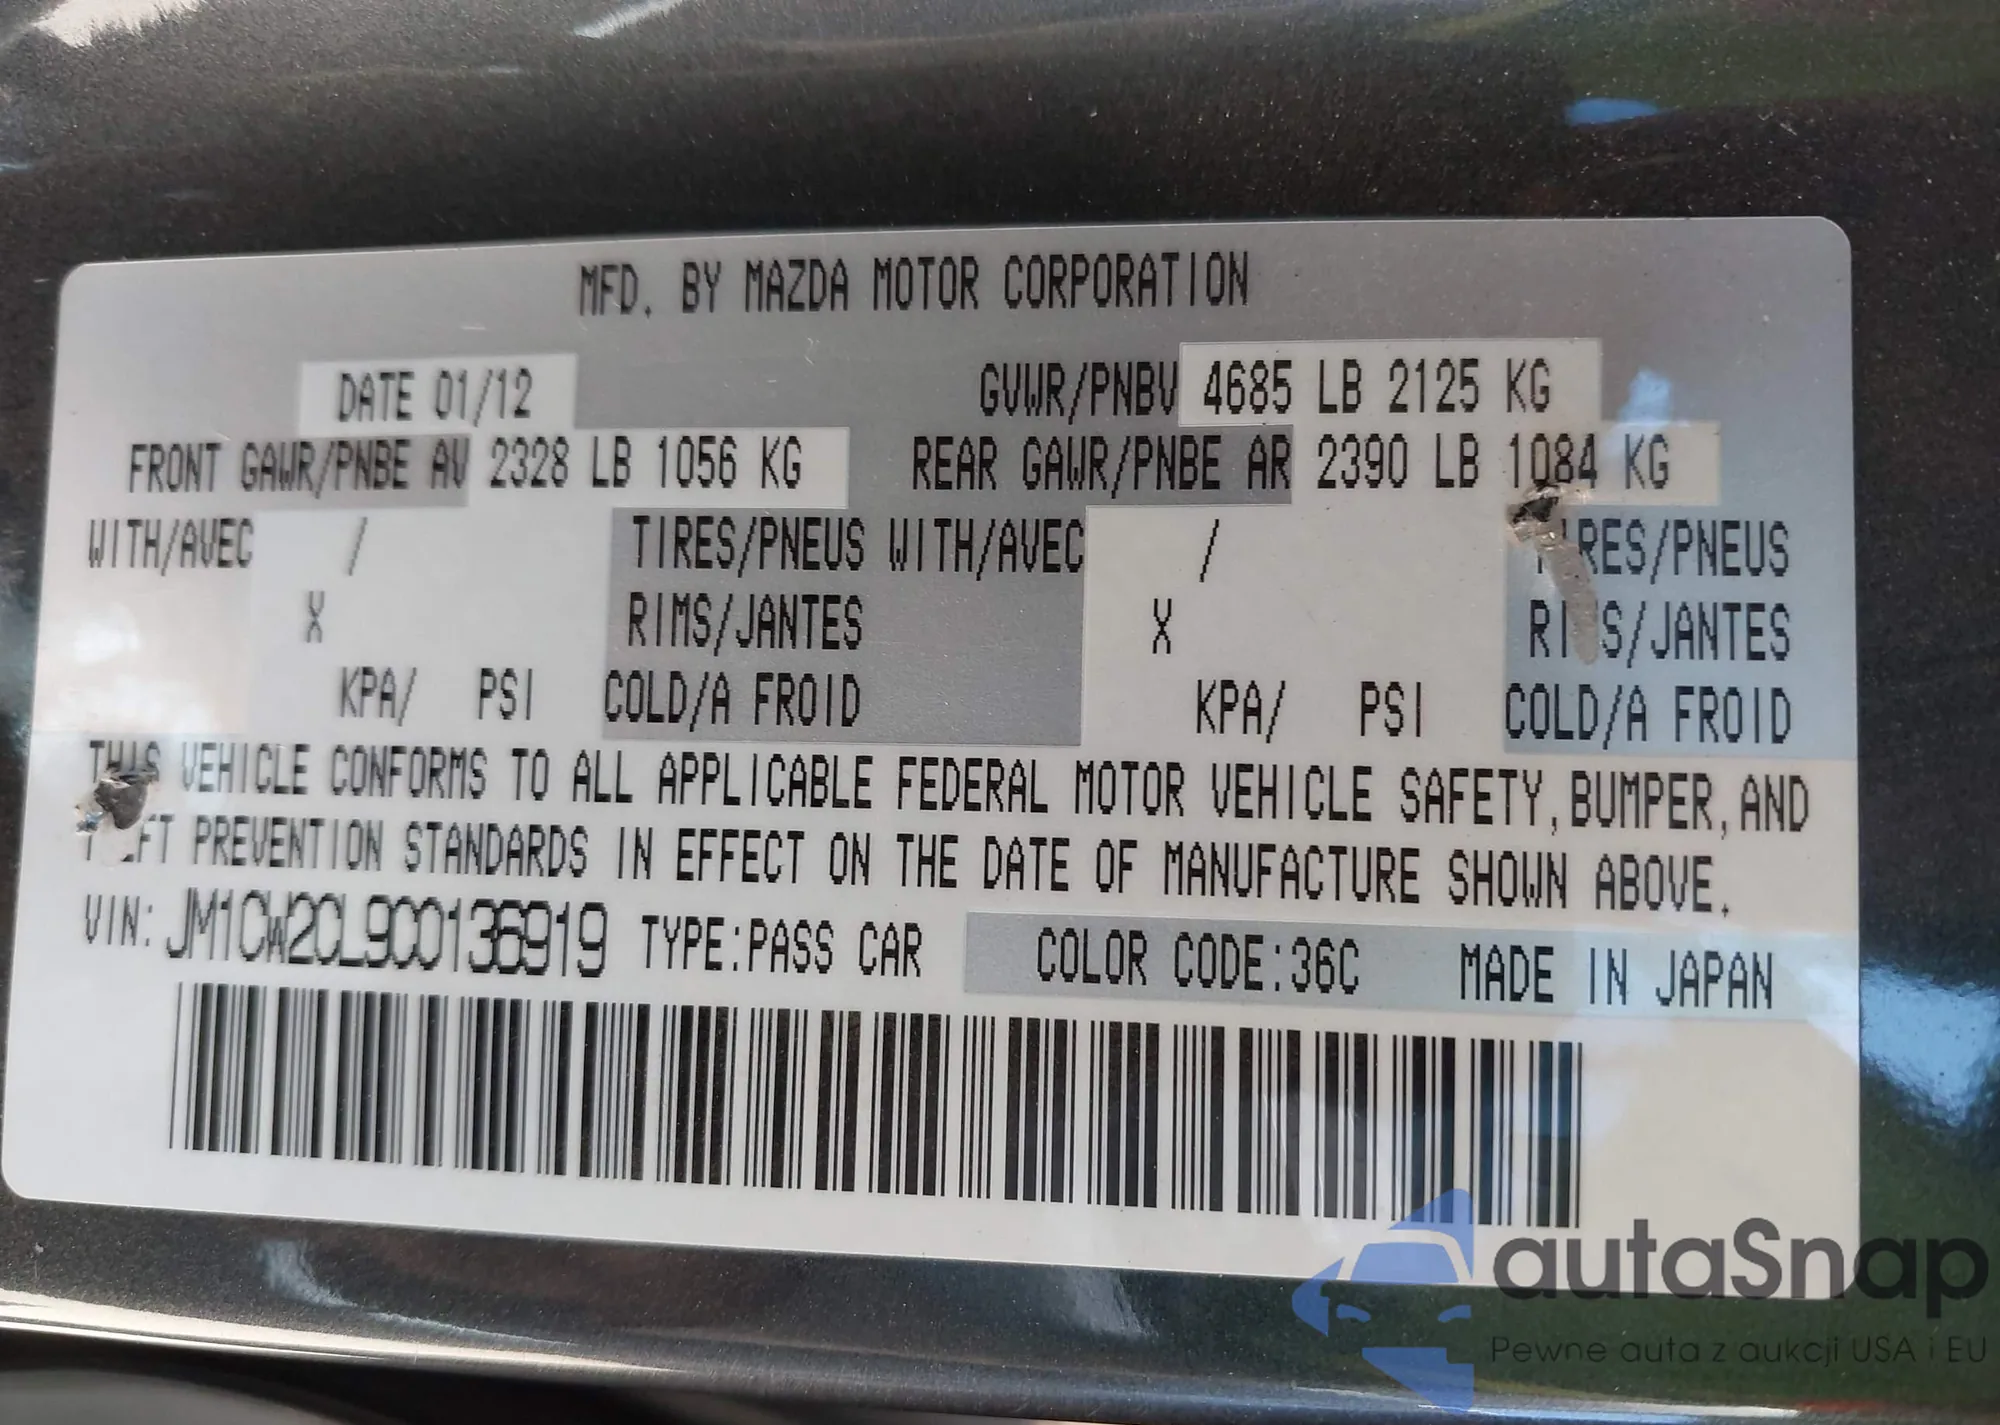 MFD. BY MAZDA MOTOR CORPORATION
DATE 01/12 GVWR/PNBV 4685 LB 2125 KG
FRONT GAWR/PNBE AV 2328 LB 1056 KG REAR GAWR/PNBE AR 2390 LB 1084 KG
WITH/AVEC / TIRES/PNEUS WITH/AVEC / TIRES/PNEUS
X RIMS/JANTES X RIMS/JANTES
KPA/ PSI COLD/A FROID KPA/ PSI COLD/A FROID
THIS VEHICLE CONFORMS TO ALL APPLICABLE FEDERAL MOTOR VEHICLE SAFETY, BUMPER, AND
THEFT PREVENTION STANDARDS IN EFFECT ON THE DATE OF MANUFACTURE SHOWN ABOVE.
VIN: JM1CW2CL9C0136919 TYPE:PASS CAR COLOR CODE:36C MADE IN JAPAN
autaSnap
Pewne auta z aukcji USA i EU